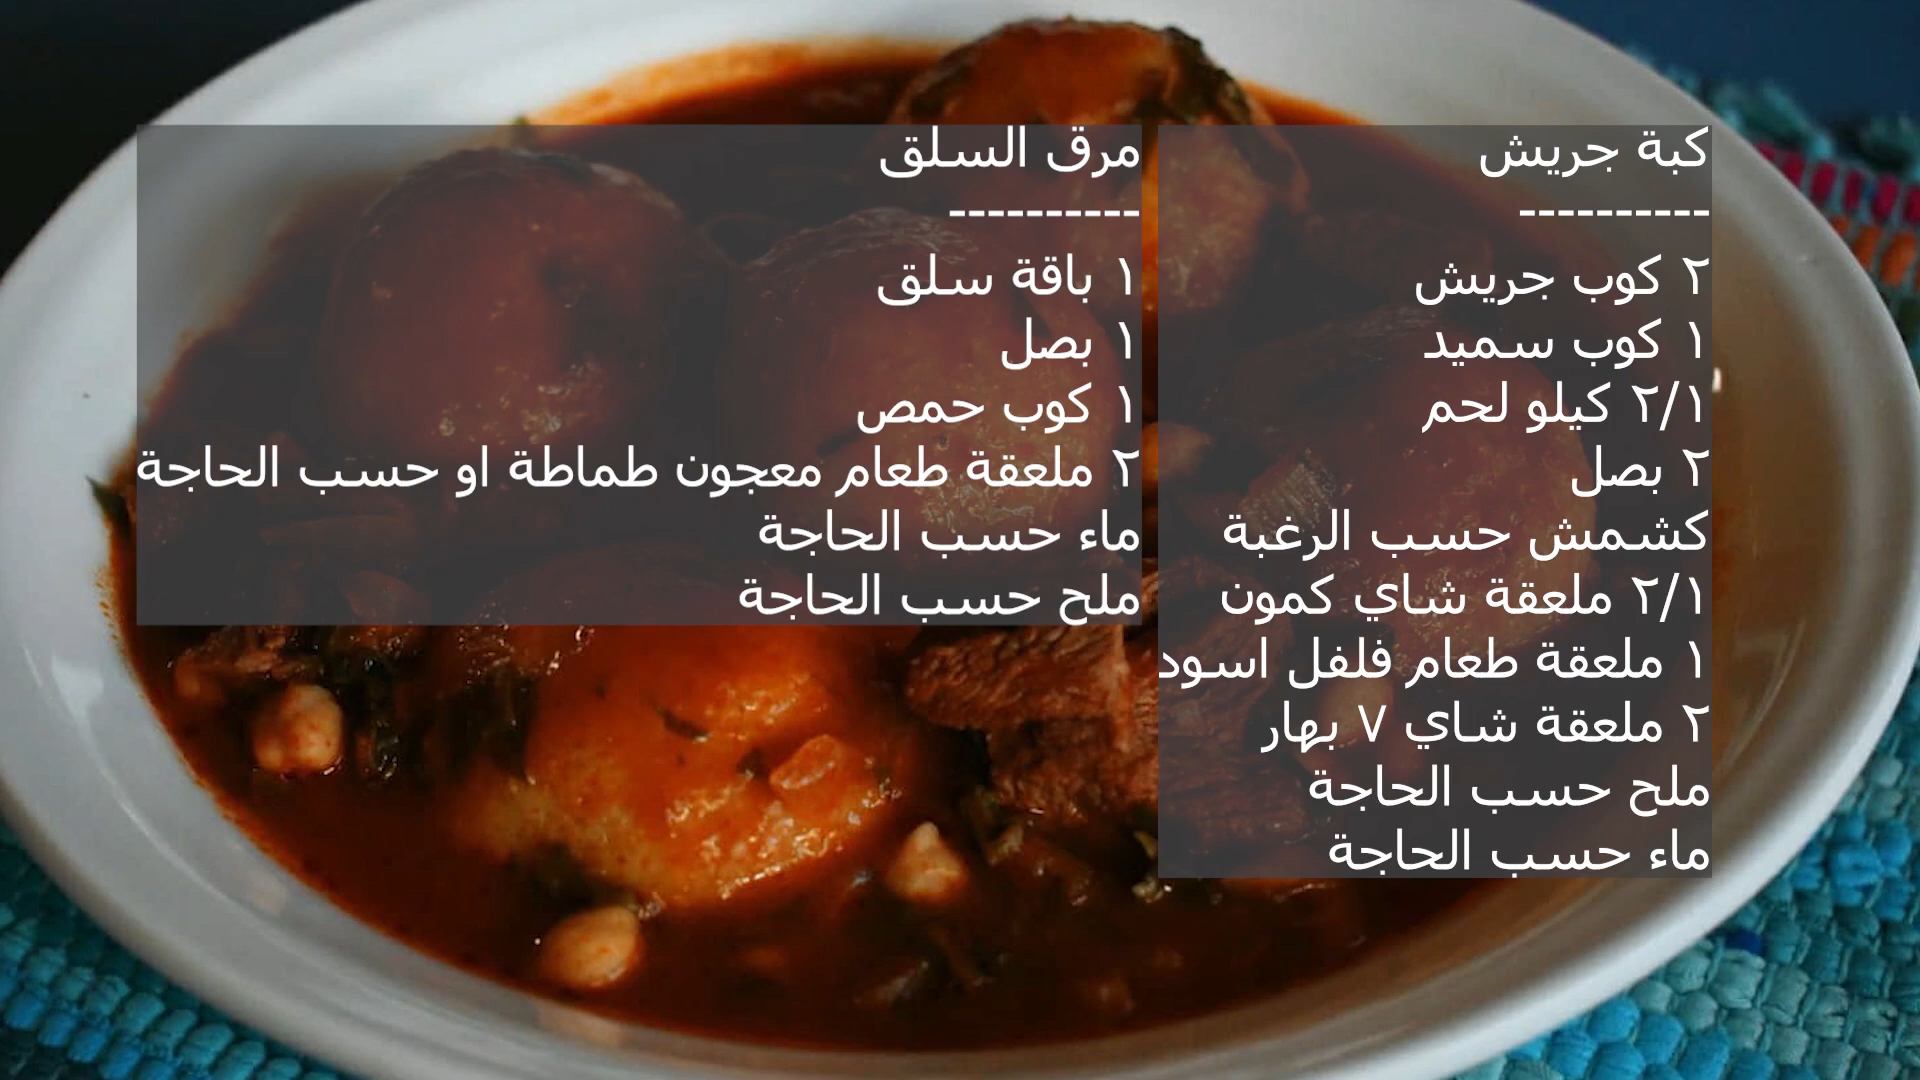 كبة جريش
----------
٢ كوب جريش
١ كوب سميد
٢/١ كيلو لحم
٢ بصل
كشمش حسب الرغبة
٢/١ ملعقة شاي كمون
١ ملعقة طعام فلفل اسود
٢ ملعقة شاي ٧ بهار
ملح حسب الحاجة
ماء حسب الحاجة
مرق السلق
----------
١ باقة سلق
١ بصل
١ كوب حمص
٢ ملعقة طعام معجون طماطة او حسب الحاجة
ماء حسب الحاجة
ملح حسب الحاجة